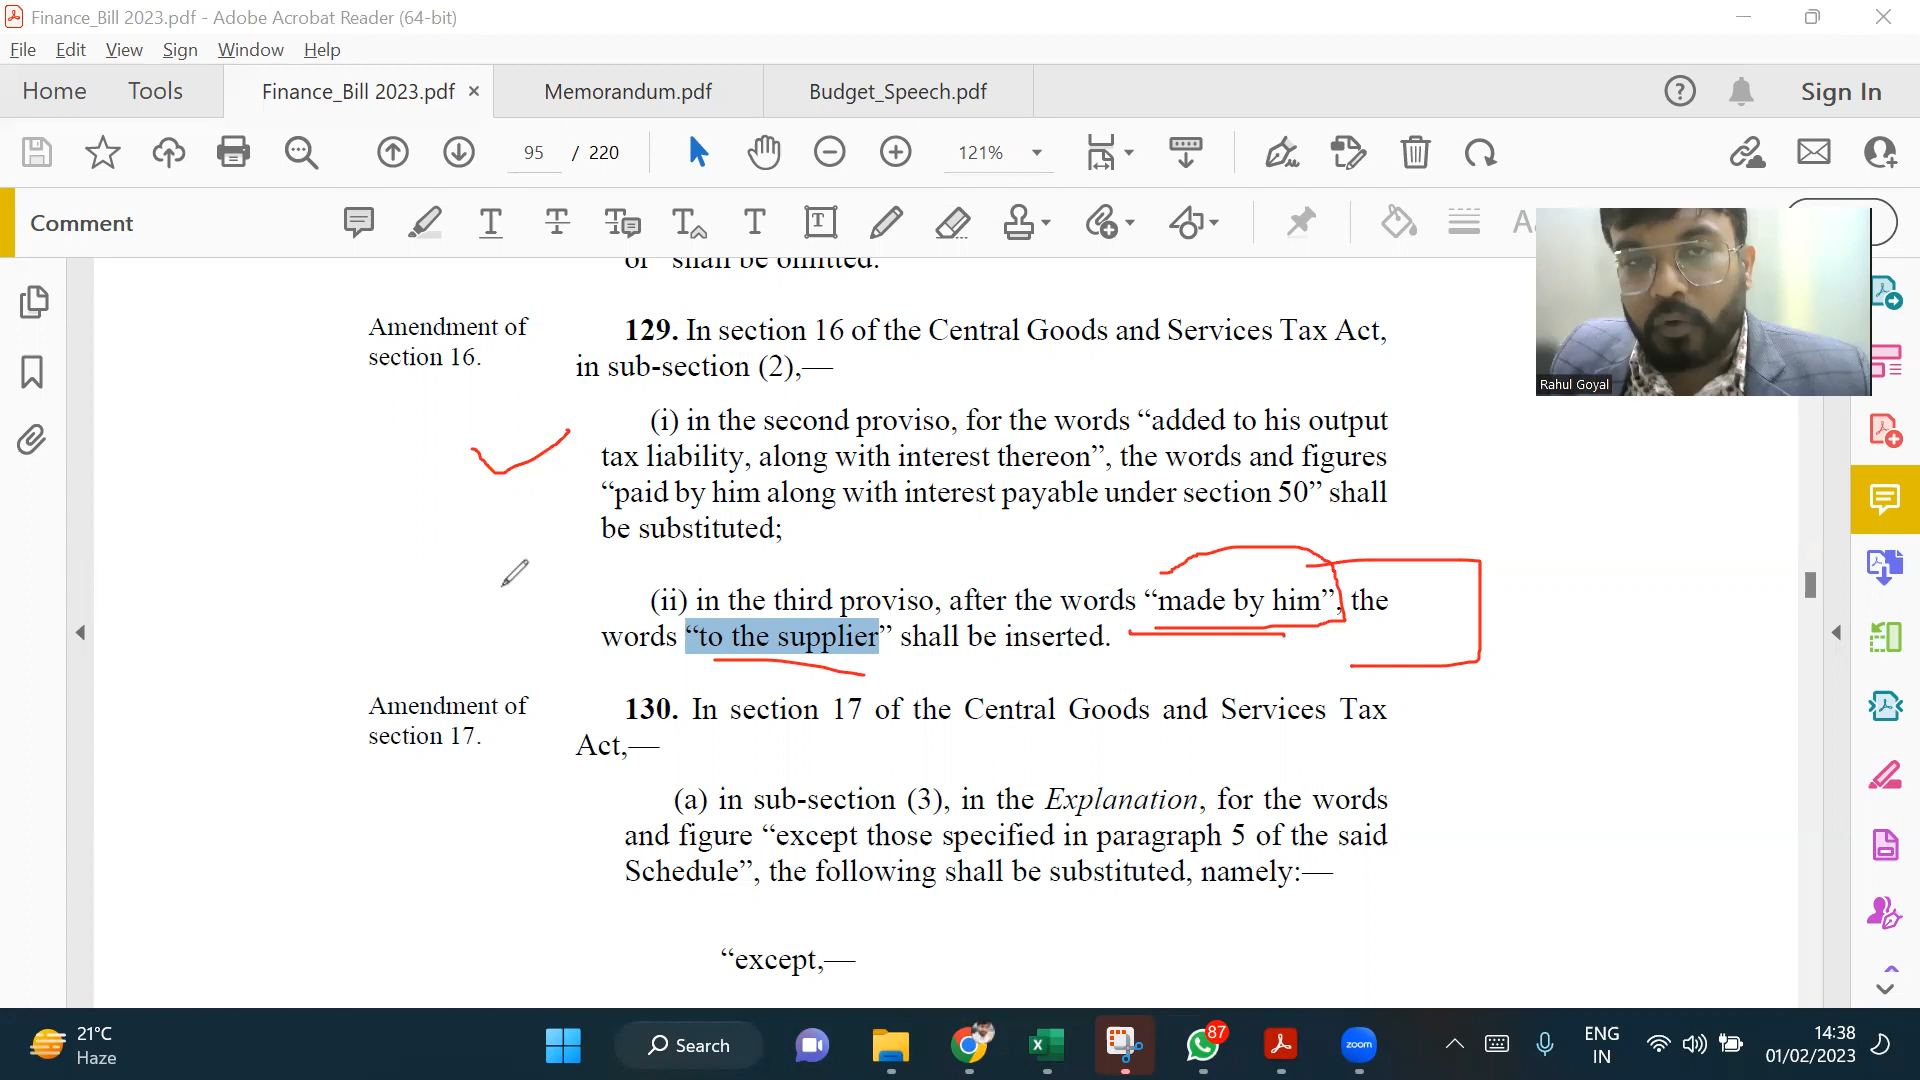 Finance_Bill 2023.pdf - Adobe Acrobat Reader (64-bit)
File Edit View Sign Window Help
Home Tools Finance_Bill 2023.pdf × Memorandum.pdf Budget_Speech.pdf Sign In
95 / 220 121%
Comment
or" shall be omitted.
Amendment of
section 16.
129. In section 16 of the Central Goods and Services Tax Act,
in sub-section (2),—
(i) in the second proviso, for the words “added to his output
tax liability, along with interest thereon”, the words and figures
“paid by him along with interest payable under section 50” shall
be substituted;
(ii) in the third proviso, after the words “made by him”, the
words “to the supplier” shall be inserted.
Amendment of
section 17.
130. In section 17 of the Central Goods and Services Tax
Act,—
(a) in sub-section (3), in the Explanation, for the words
and figure “except those specified in paragraph 5 of the said
Schedule”, the following shall be substituted, namely:—
“except,—
Rahul Goyal
21°C
Haze
Search
87
zoom
ENG
IN
14:38
01/02/2023